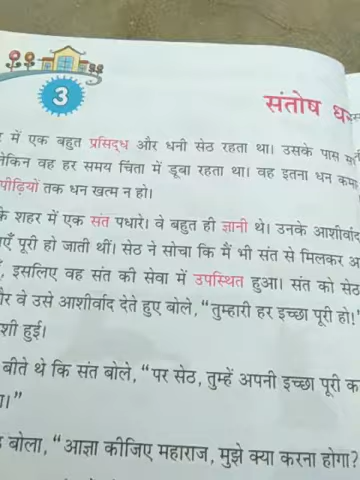 3
संतोष
में एक बहुत प्रसिद्ध और धनी सेठ रहता था। उसके पास
वह हर समय चिंता में डूबा रहता था। वह इतना धन
पीढ़ियों तक धन खत्म न हो।
शहर में एक संत पधारे। वे बहुत ही ज्ञानी थे। उनके आशीर्वाद
पूरी हो जाती थीं। सेठ ने सोचा कि मैं भी संत से मिलकर
इसलिए वह संत की सेवा में उपस्थित हुआ। संत को सेठ
वे उसे आशीर्वाद देते हुए बोले, “तुम्हारी हर इच्छा पूरी हो!”
हुई।
बीते थे कि संत बोले, “पर सेठ, तुम्हें अपनी इच्छा पूरी
बोला, “आज्ञा कीजिए महाराज, मुझे क्या करना होगा?